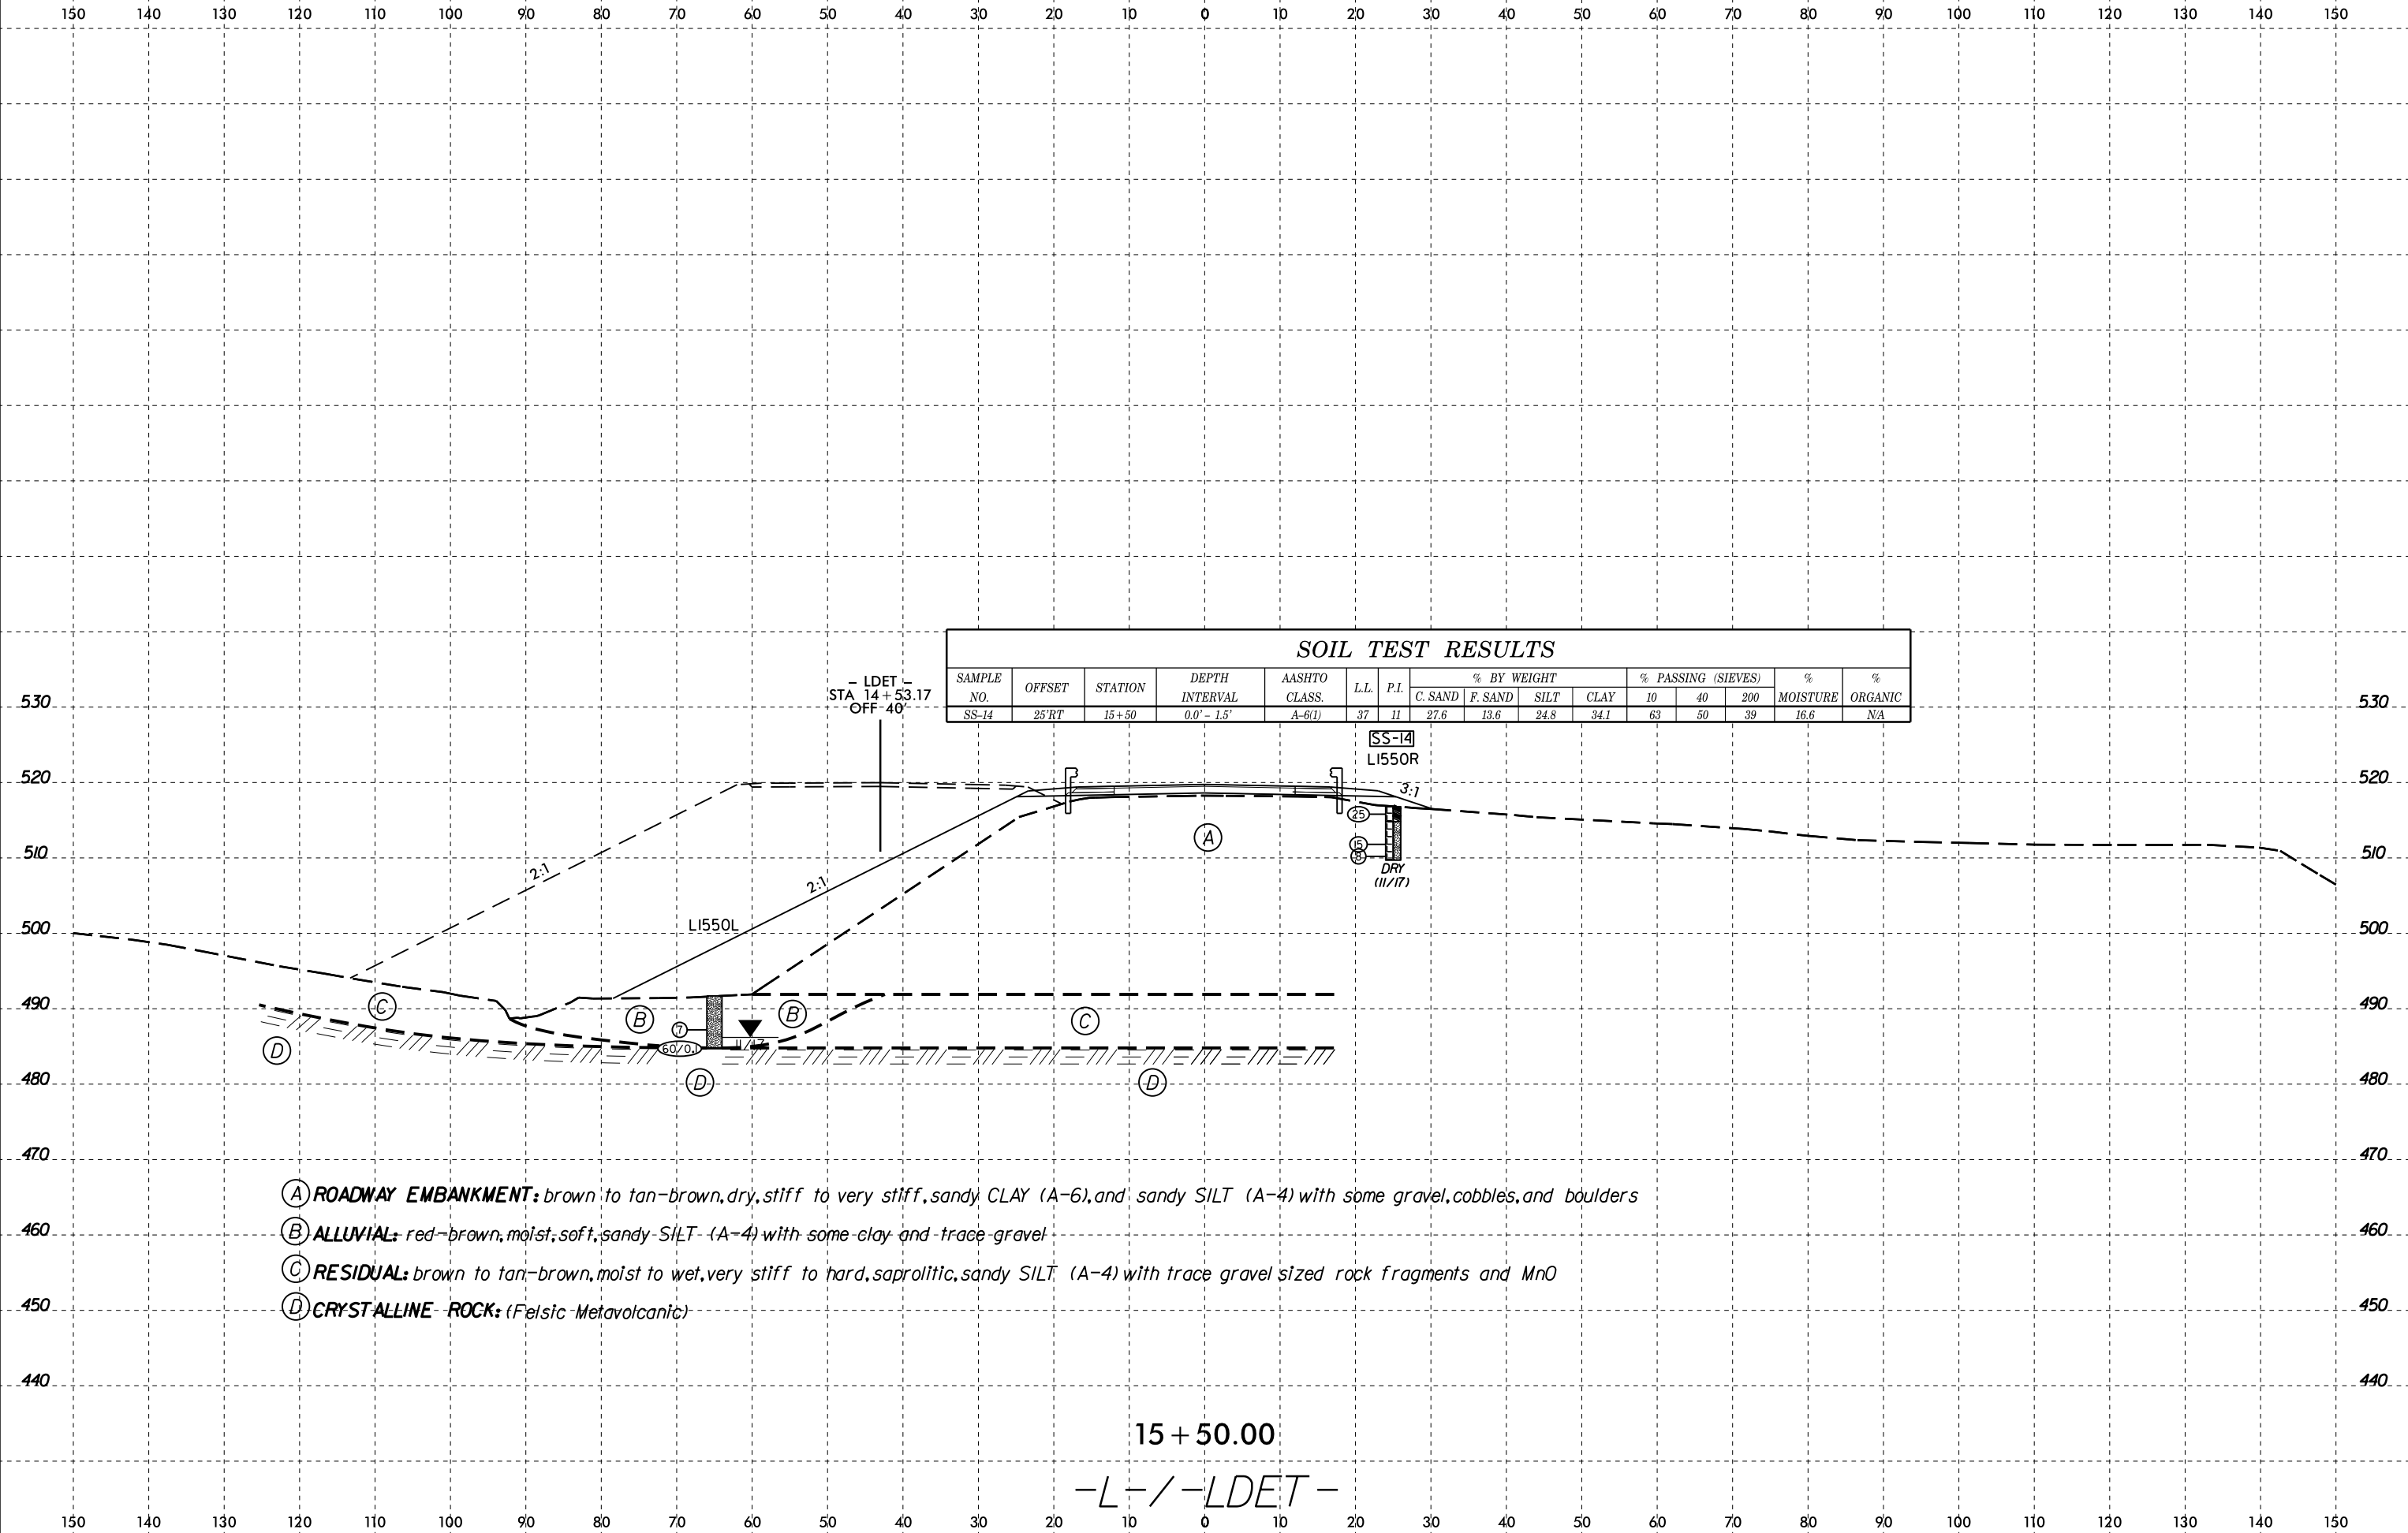 150 140 130 120 110 100 90 80 70 60 50 40 30 20 10 0 10 20 30 40 50 60 70 80 90 100 110 120 130 140 150
SOIL TEST RESULTS
SAMPLE NO. OFFSET STATION DEPTH INTERVAL AASHTO CLASS. L.L. P.I. % BY WEIGHT % PASSING (SIEVES) % MOISTURE % ORGANIC
C. SAND F. SAND SILT CLAY 10 40 200
SS-14 25'RT 15+50 0.0' - 1.5' A-6(1) 37 11 27.6 13.6 24.8 34.1 63 50 39 16.6 N/A
- LDET -
STA 14+53.17
OFF 40'
530 530
SS-14
L1550R
520 520
3:1
25
A
15
8
510 510
DRY
(11/17)
2:1
2:1
L1550L
500 500
490 490
C
B
B
C
7
11/17
60/0.1
D
D
D
480 480
470 470
A ROADWAY EMBANKMENT: brown to tan-brown, dry, stiff to very stiff, sandy CLAY (A-6), and sandy SILT (A-4) with some gravel, cobbles, and boulders
460 460
B ALLUVIAL: red-brown, moist, soft, sandy SILT (A-4) with some clay and trace gravel
C RESIDUAL: brown to tan-brown, moist to wet, very stiff to hard, saprolitic, sandy SILT (A-4) with trace gravel sized rock fragments and MnO
450 450
D CRYSTALLINE ROCK: (Felsic Metavolcanic)
440 440
15+50.00
-L-/-LDET-
150 140 130 120 110 100 90 80 70 60 50 40 30 20 10 0 10 20 30 40 50 60 70 80 90 100 110 120 130 140 150